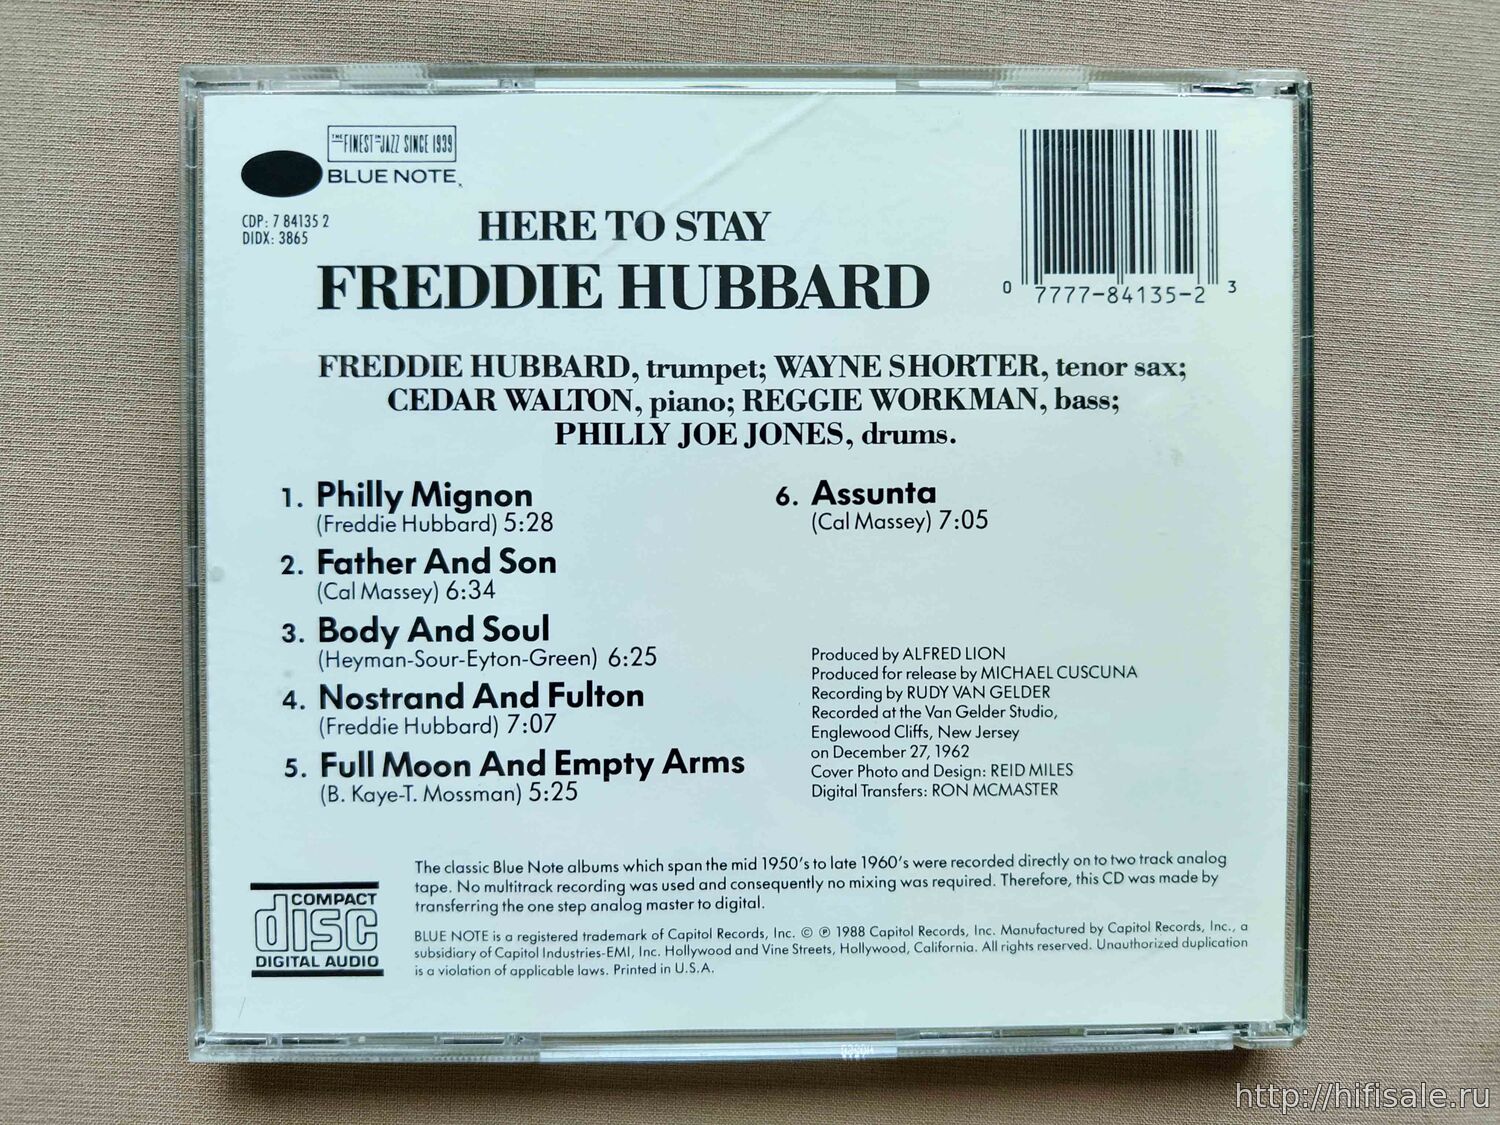 THE FINEST IN JAZZ SINCE 1939
BLUE NOTE
CDP: 7 84135 2
DIDX: 3865
HERE TO STAY
FREDDIE HUBBARD
0 7777-84135-2 3
FREDDIE HUBBARD, trumpet; WAYNE SHORTER, tenor sax;
CEDAR WALTON, piano; REGGIE WORKMAN, bass;
PHILLY JOE JONES, drums.
1. Philly Mignon
(Freddie Hubbard) 5:28
2. Father And Son
(Cal Massey) 6:34
3. Body And Soul
(Heyman-Sour-Eyton-Green) 6:25
4. Nostrand And Fulton
(Freddie Hubbard) 7:07
5. Full Moon And Empty Arms
(B. Kaye-T. Mossman) 5:25
6. Assunta
(Cal Massey) 7:05
Produced by ALFRED LION
Produced for release by MICHAEL CUSCUNA
Recording by RUDY VAN GELDER
Recorded at the Van Gelder Studio,
Englewood Cliffs, New Jersey
on December 27, 1962
Cover Photo and Design: REID MILES
Digital Transfers: RON MCMASTER
The classic Blue Note albums which span the mid 1950's to late 1960's were recorded directly on to two track analog
tape. No multitrack recording was used and consequently no mixing was required. Therefore, this CD was made by
transferring the one step analog master to digital.
COMPACT
disc
DIGITAL AUDIO
BLUE NOTE is a registered trademark of Capitol Records, Inc. © ℗ 1988 Capitol Records, Inc. Manufactured by Capitol Records, Inc., a
subsidiary of Capitol Industries-EMI, Inc. Hollywood and Vine Streets, Hollywood, California. All rights reserved. Unauthorized duplication
is a violation of applicable laws. Printed in U.S.A.
http://hifisale.ru